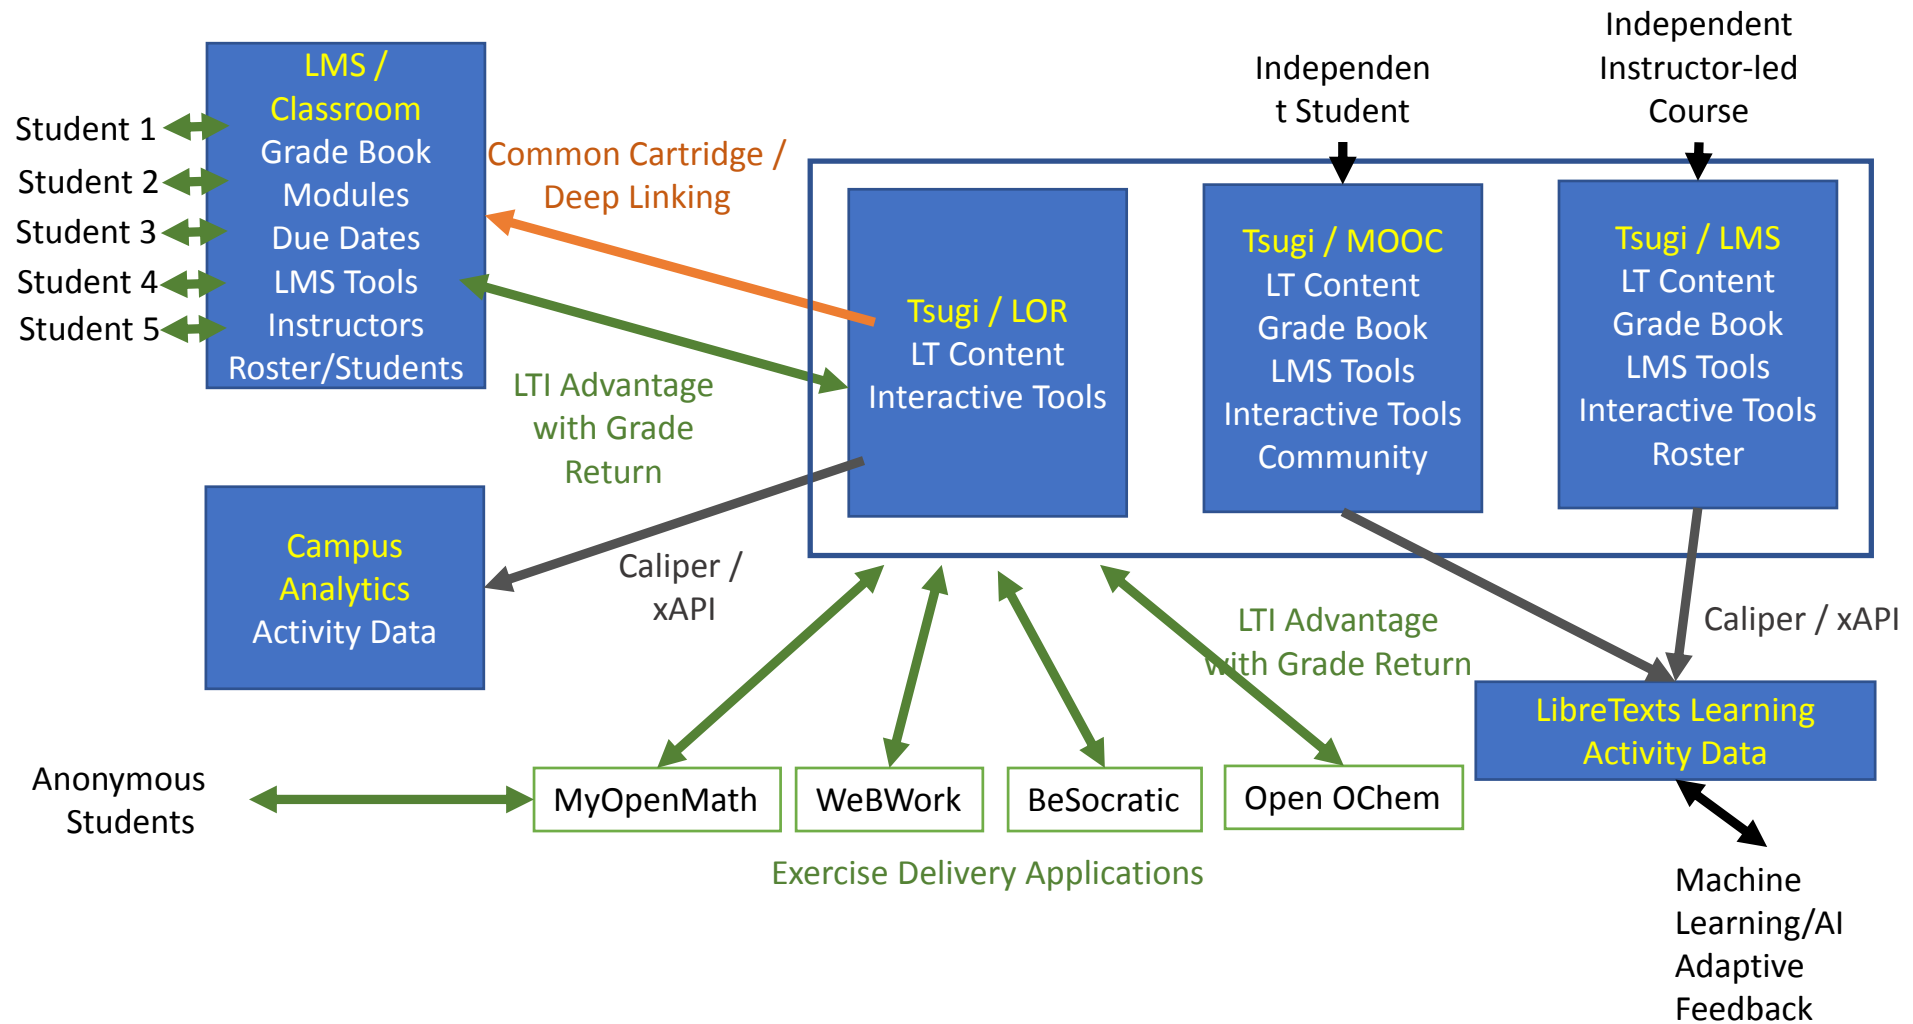 LMS /
Classroom
Grade Book
Modules
Due Dates
LMS Tools
Instructors
Roster/Students
Student 1
Student 2
Student 3
Student 4
Student 5
Common Cartridge /
Deep Linking
LTI Advantage
with Grade
Return
Independen
t Student
Independent
Instructor-led
Course
Tsugi / LOR
LT Content
Interactive Tools
Tsugi / MOOC
LT Content
Grade Book
LMS Tools
Interactive Tools
Community
Tsugi / LMS
LT Content
Grade Book
LMS Tools
Interactive Tools
Roster
Campus
Analytics
Activity Data
Caliper /
xAPI
LTI Advantage
with Grade Return
Caliper / xAPI
LibreTexts Learning
Activity Data
Anonymous
Students
MyOpenMath
WeBWork
BeSocratic
Open OChem
Exercise Delivery Applications
Machine
Learning/AI
Adaptive
Feedback